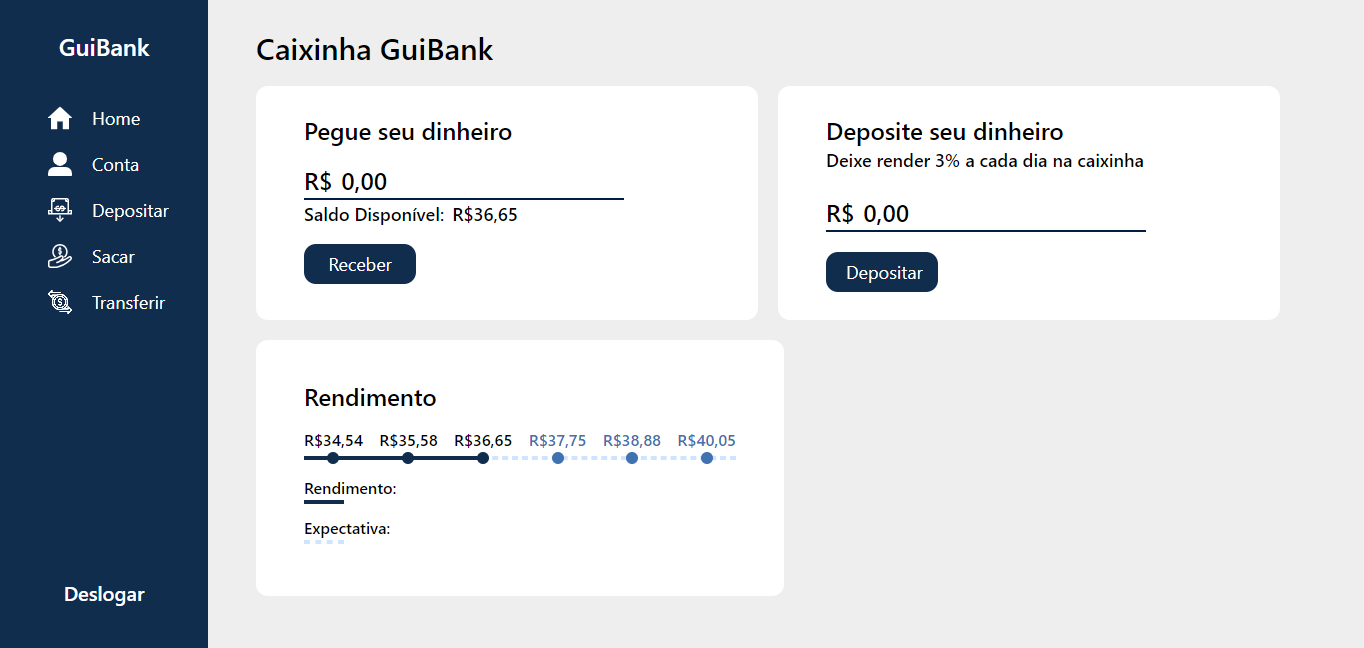 GuiBank
Home
Conta
Depositar
Sacar
Transferir
Deslogar
Caixinha GuiBank
Pegue seu dinheiro
R$ 0,00
Saldo Disponível: R$36,65
Receber
Deposite seu dinheiro
Deixe render 3% a cada dia na caixinha
R$ 0,00
Depositar
Rendimento
R$34,54 R$35,58 R$36,65 R$37,75 R$38,88 R$40,05
Rendimento:
Expectativa: